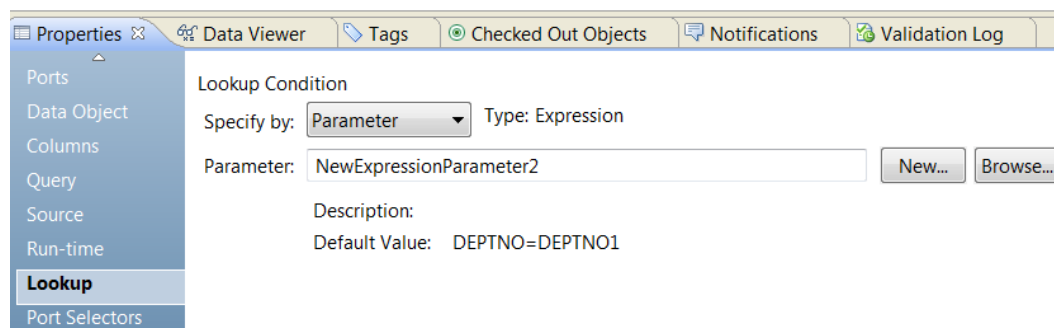 Properties Data Viewer Tags Checked Out Objects Notifications Validation Log
Ports
Data Object
Columns
Query
Source
Run-time
Lookup
Port Selectors
Lookup Condition
Specify by: Parameter Type: Expression
Parameter: NewExpressionParameter2 New... Browse...
Description:
Default Value: DEPTNO=DEPTNO1